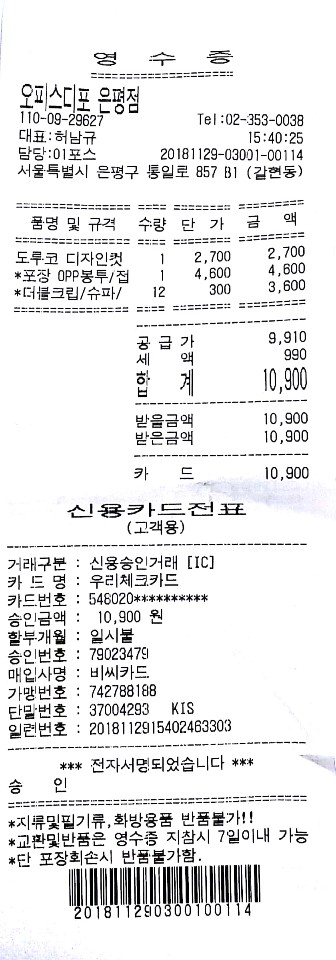 영 수 증
오피스디포 은평점
110-09-29627 Tel:02-353-0038
대표:허남규 15:40:25
담당:01포스 20181129-03001-00114
서울특별시 은평구 통일로 857 B1 (갈현동)
품명 및 규격 수량 단 가 금 액
도루코 디자인컷 1 2,700 2,700
*포장 OPP봉투/접 1 4,600 4,600
*더블크립/슈퍼/ 12 300 3,600
공 급 가 9,910
세 액 990
합 계 10,900
받을금액 10,900
받은금액 10,900
카 드 10,900
신용카드전표
(고객용)
거래구분 : 신용승인거래 [IC]
카 드 명 : 우리체크카드
카드번호 : 548020**********
승인금액 : 10,900 원
할부개월 : 일시불
승인번호 : 79023479
매입사명 : 비씨카드
가맹번호 : 742788188
단말번호 : 37004293 KIS
일련번호 : 2018112915402463303
*** 전자서명되었습니다 ***
승 인
*지류및필기류,화방용품 반품불가!!
*교환및반품은 영수증 지참시 7일이내 가능
*단 포장회손시 반품불가함.
201811290300100114